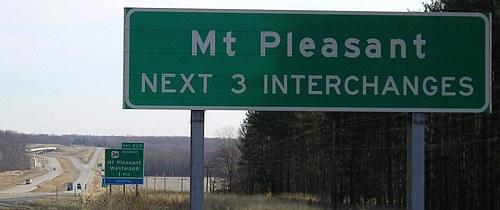 Mt Pleasant
NEXT 3 INTERCHANGES
Mt Pleasant
Westwood